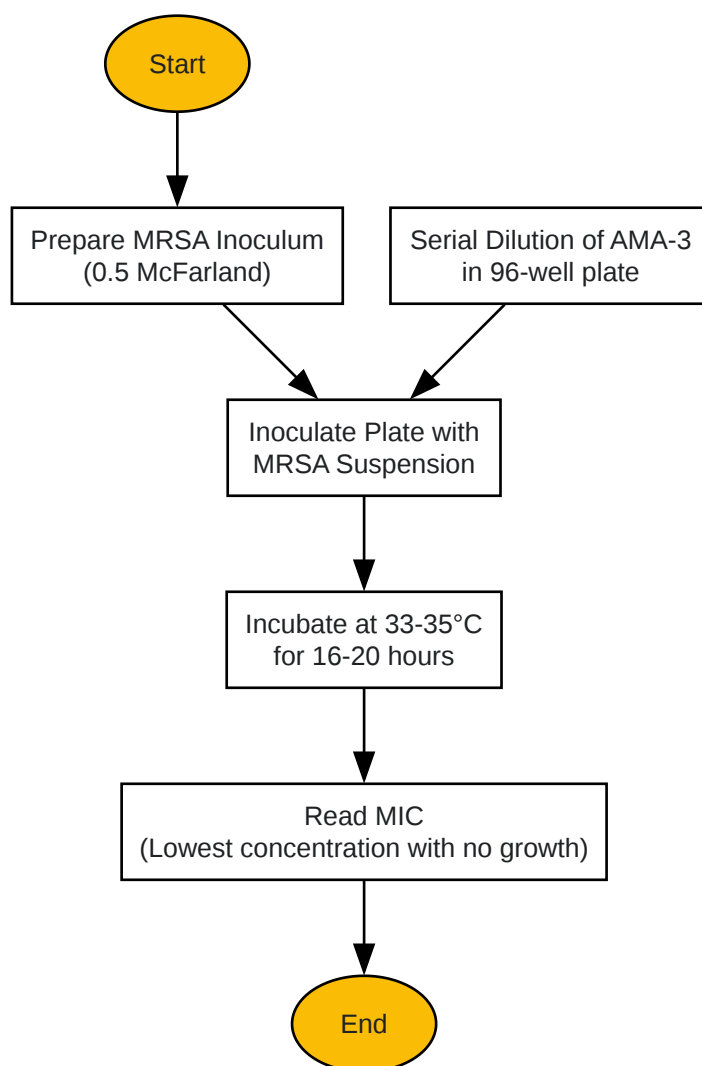 Start
Prepare MRSA Inoculum
(0.5 McFarland)
Serial Dilution of AMA-3
in 96-well plate
Inoculate Plate with
MRSA Suspension
Incubate at 33-35°C
for 16-20 hours
Read MIC
(Lowest concentration with no growth)
End